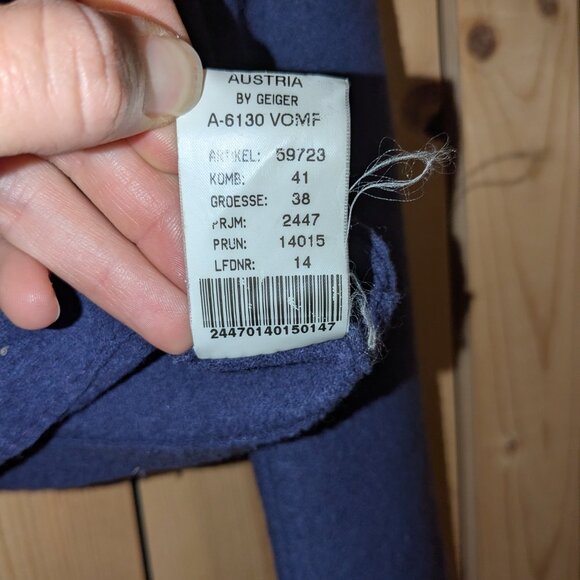 AUSTRIA
BY GEIGER
A-6130 VOMP
ARTIKEL: 59723
KOMB: 41
GROESSE: 38
PRJM: 2447
PRUN: 14015
LFDNR: 14
24470140150147